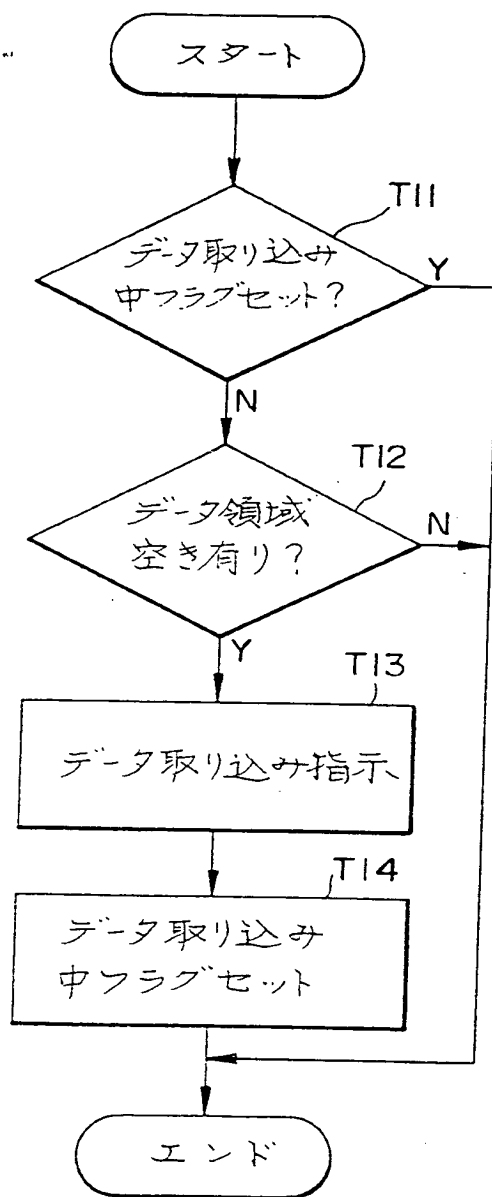 スタート
T11
データ取り込み
中フラグセット?
Y
N
T12
データ領域
空き有り?
N
Y
T13
データ取り込み指示
T14
データ取り込み
中フラグセット
エンド